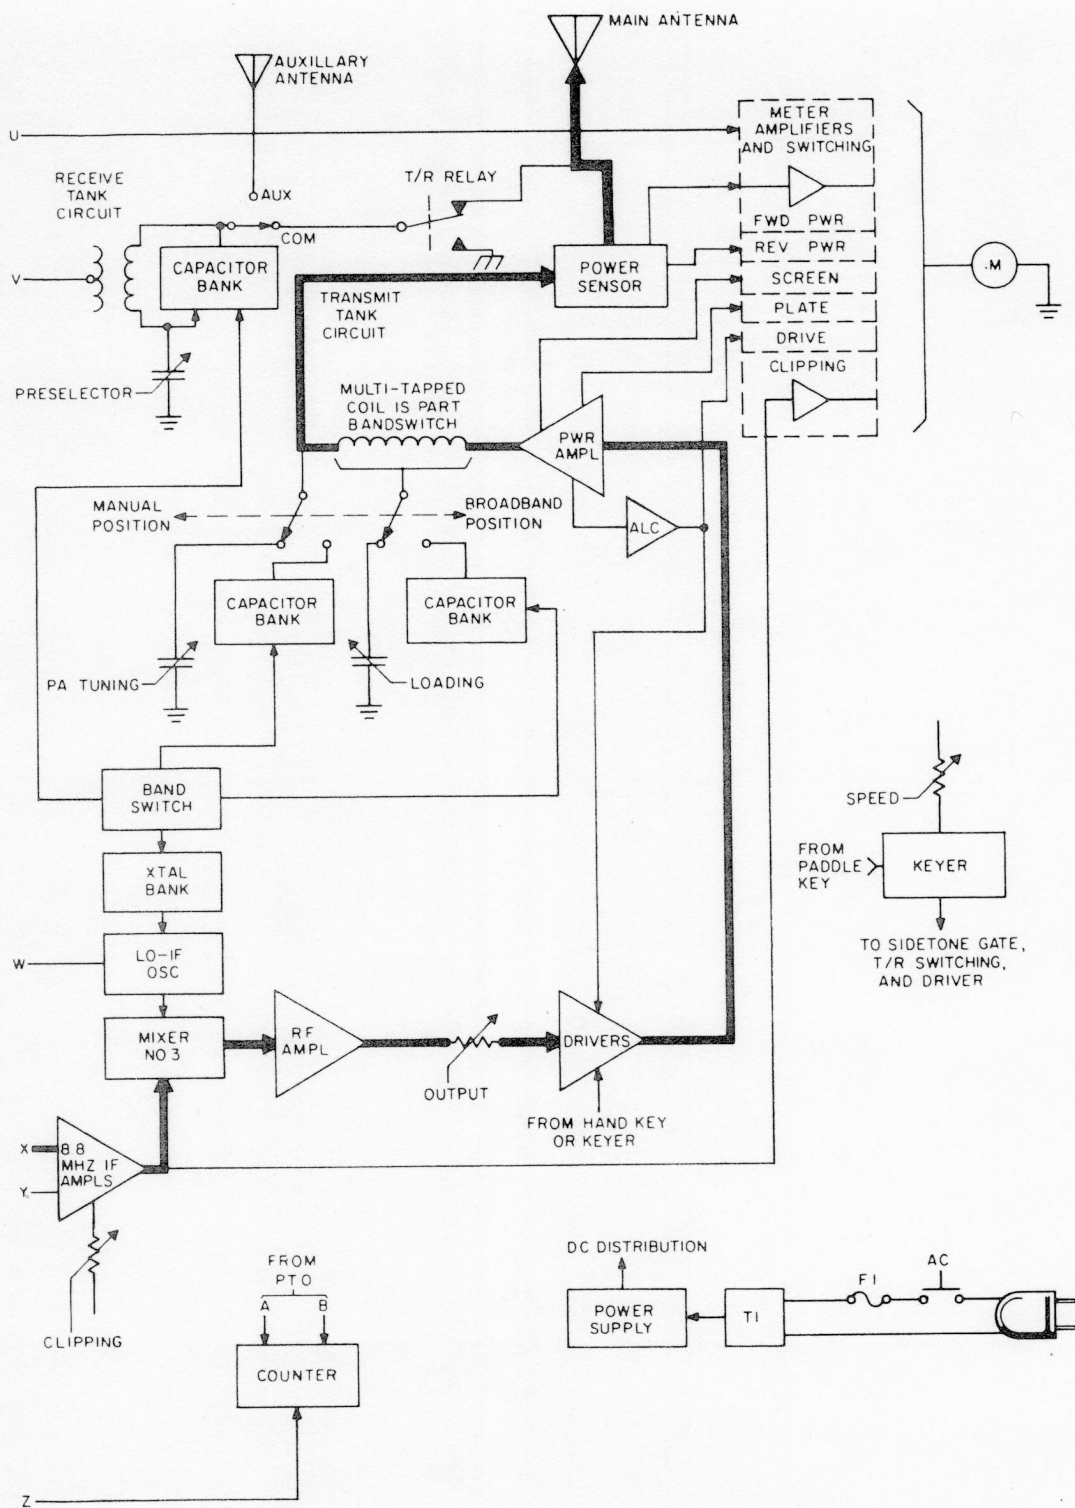 MAIN ANTENNA
AUXILLARY
ANTENNA
U
METER
AMPLIFIERS
AND SWITCHING
RECEIVE
TANK
CIRCUIT
AUX
T/R RELAY
COM
FWD PWR
V
CAPACITOR
BANK
POWER
SENSOR
REV PWR
SCREEN
PLATE
DRIVE
CLIPPING
M
TRANSMIT
TANK
CIRCUIT
PRESELECTOR
MULTI-TAPPED
COIL IS PART
BANDSWITCH
PWR
AMPL
MANUAL
POSITION
BROADBAND
POSITION
ALC
CAPACITOR
BANK
CAPACITOR
BANK
PA TUNING
LOADING
BAND
SWITCH
SPEED
XTAL
BANK
FROM
PADDLE
KEY
KEYER
W
LO-IF
OSC
TO SIDETONE GATE,
T/R SWITCHING,
AND DRIVER
MIXER
NO 3
RF
AMPL
DRIVERS
OUTPUT
FROM HAND KEY
OR KEYER
X
Y
8.8
MHZ IF
AMPLS
CLIPPING
FROM
PTO
A
B
COUNTER
Z
DC DISTRIBUTION
POWER
SUPPLY
T1
F1
AC